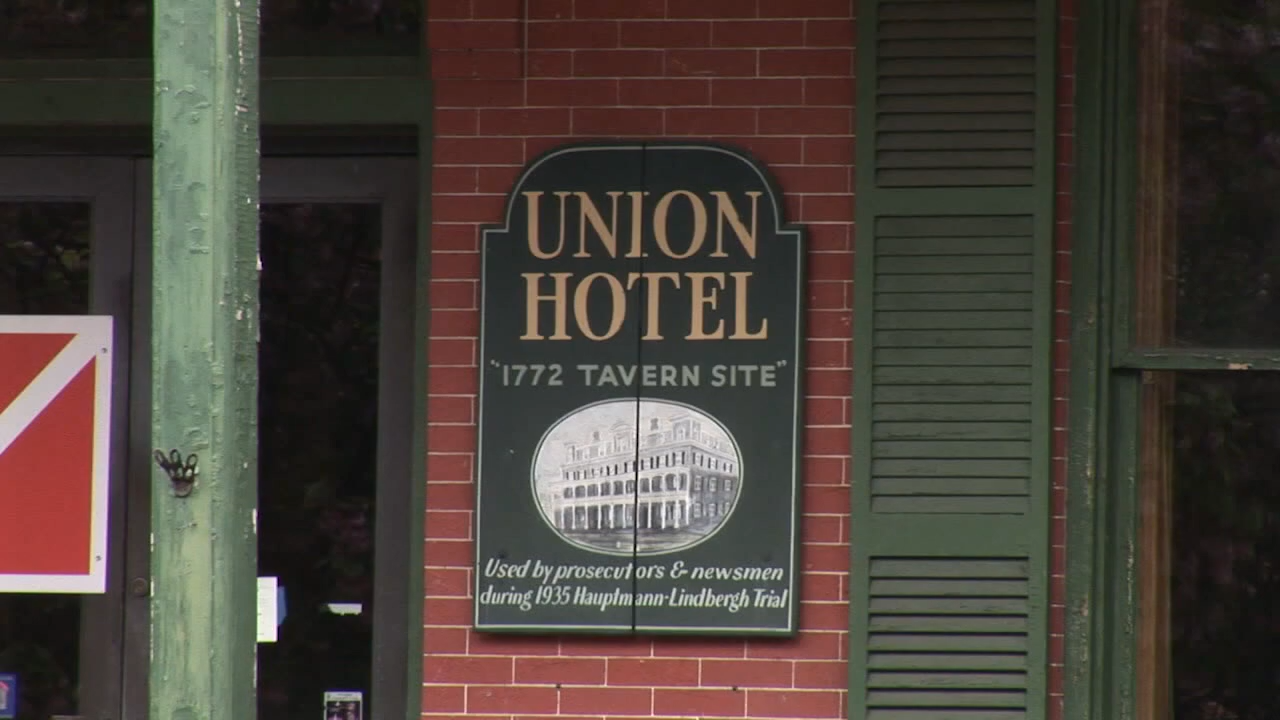 UNION
HOTEL
"1772 TAVERN SITE"
Used by prosecutors & newsmen
during 1935 Hauptmann-Lindbergh Trial